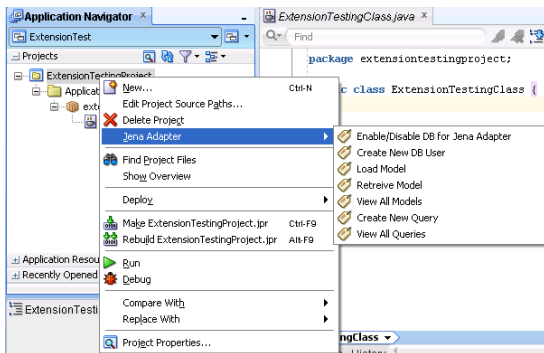 Application Navigator
ExtensionTestingClass.java
ExtensionTest
Find
Projects
package extensiontestingproject;
ExtensionTestingProject
Applicat
c class ExtensionTestingClass {
ext
New... Ctrl-N
Edit Project Source Paths...
Delete Project
Jena Adapter
Enable/Disable DB for Jena Adapter
Create New DB User
Load Model
Retreive Model
View All Models
Create New Query
View All Queries
Find Project Files
Show Overview
Deploy
Make ExtensionTestingProject.jpr Ctrl-F9
Rebuild ExtensionTestingProject.jpr Alt-F9
Application Resou
Recently Opened
Run
Debug
ExtensionTesti
Compare With
Replace With
Project Properties...
ngClass
History